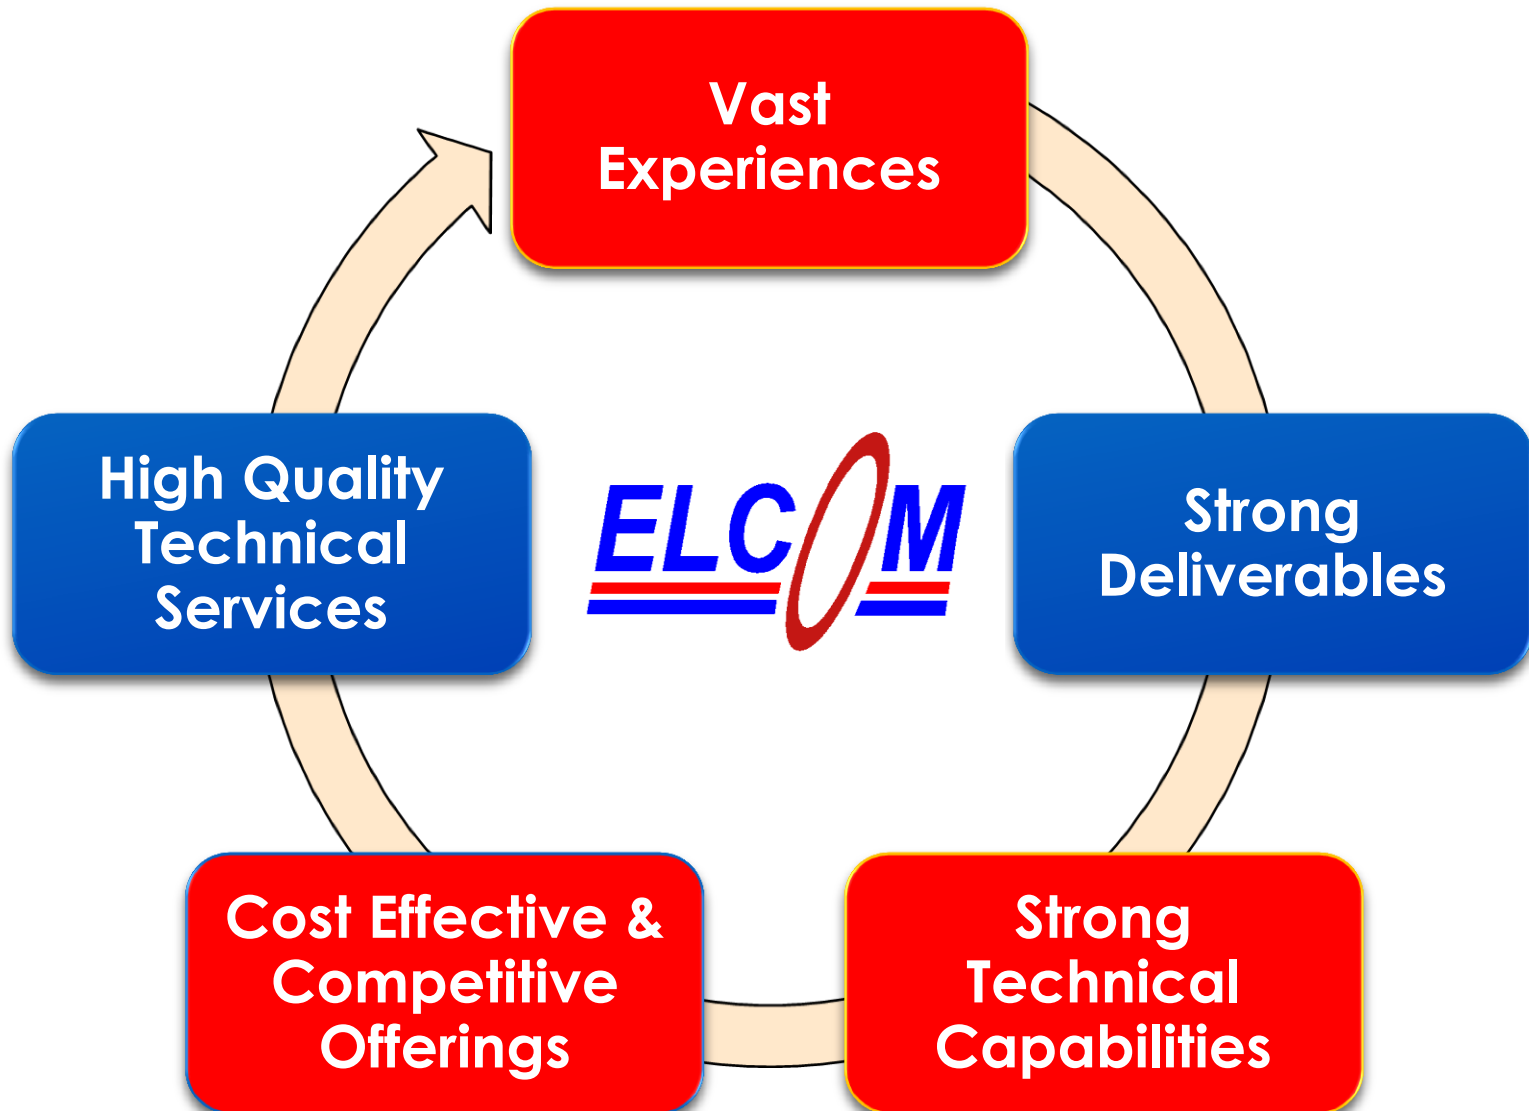 Vast
Experiences
Strong
Deliverables
Strong
Technical
Capabilities
Cost Effective &
Competitive
Offerings
High Quality
Technical
Services
ELCOM